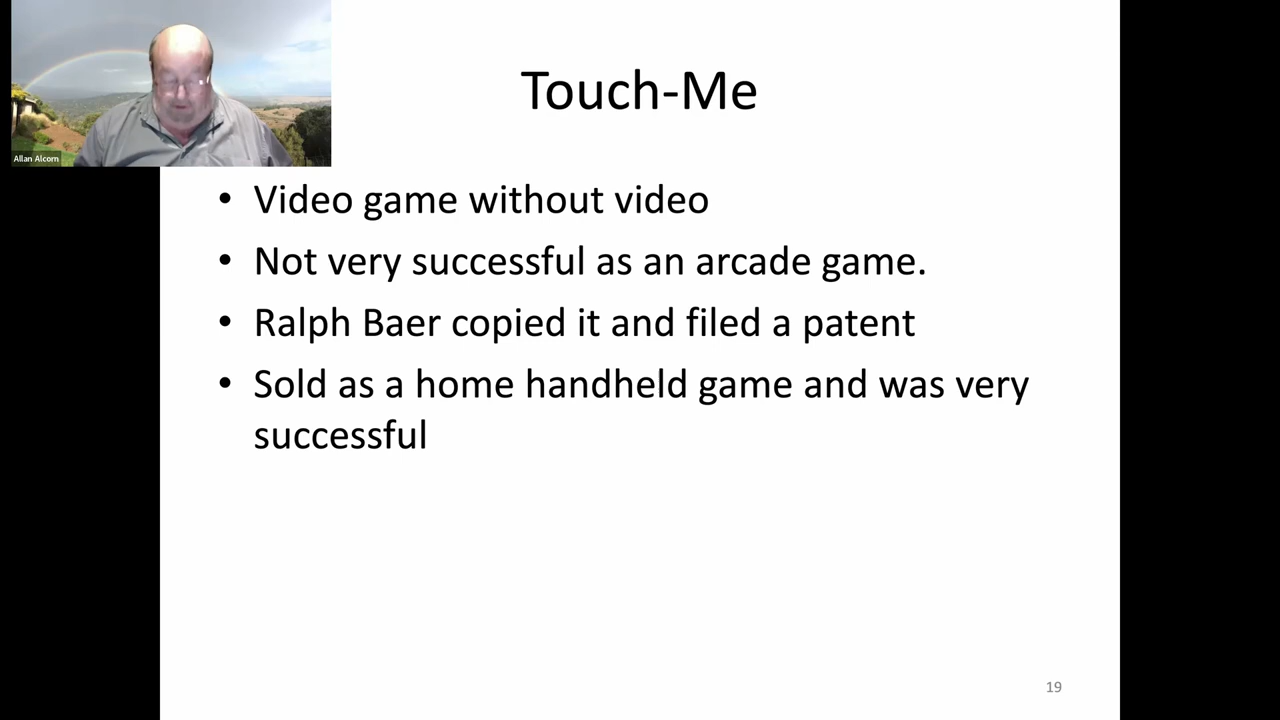 Touch-Me
Allan Alcorn
• Video game without video
• Not very successful as an arcade game.
• Ralph Baer copied it and filed a patent
• Sold as a home handheld game and was very
successful
19